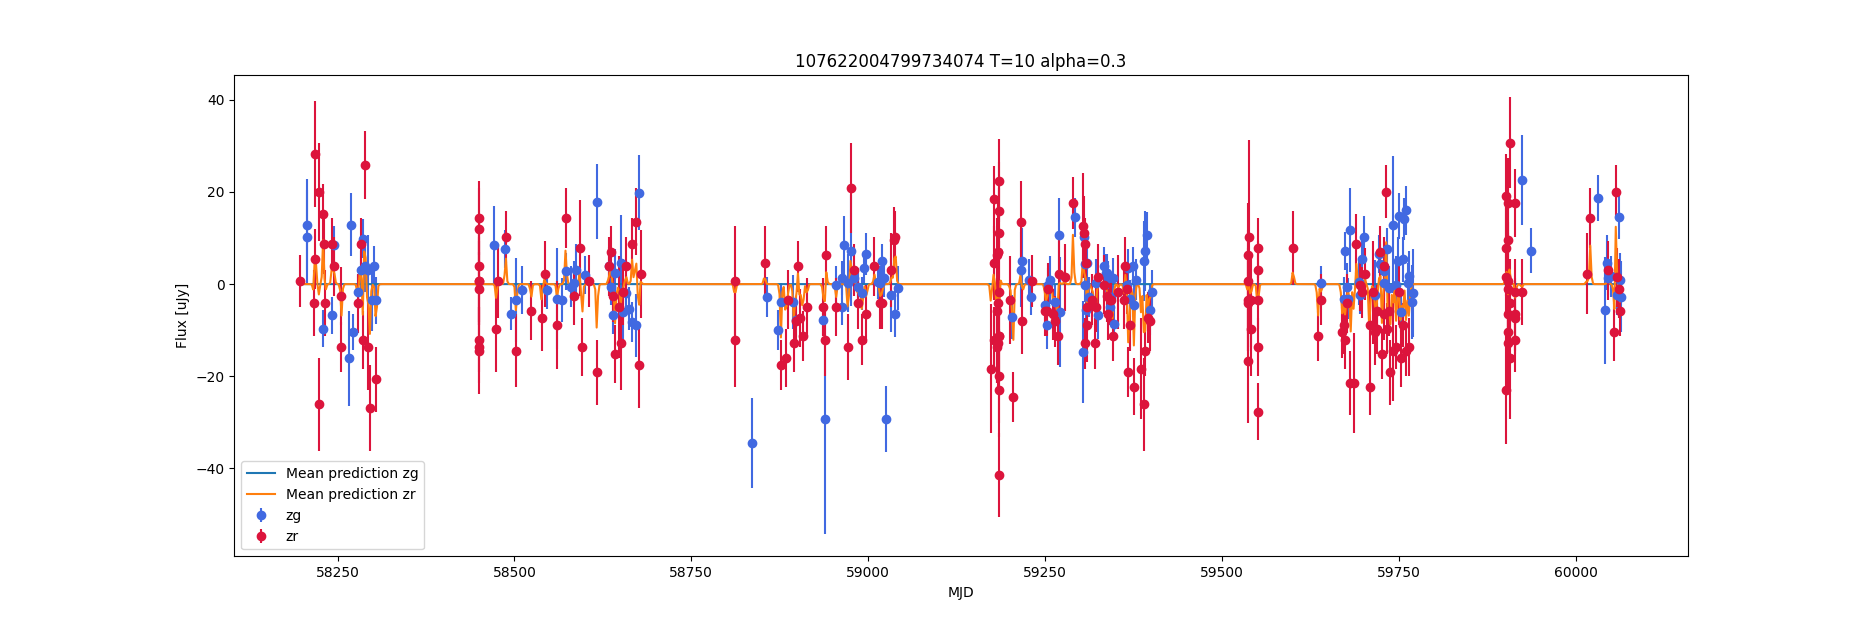 107622004799734074 T=10 alpha=0.3
Flux [uJy]
40
20
0
−20
−40
Mean prediction zg
Mean prediction zr
zg
zr
58250 58500 58750 59000 59250 59500 59750 60000
MJD